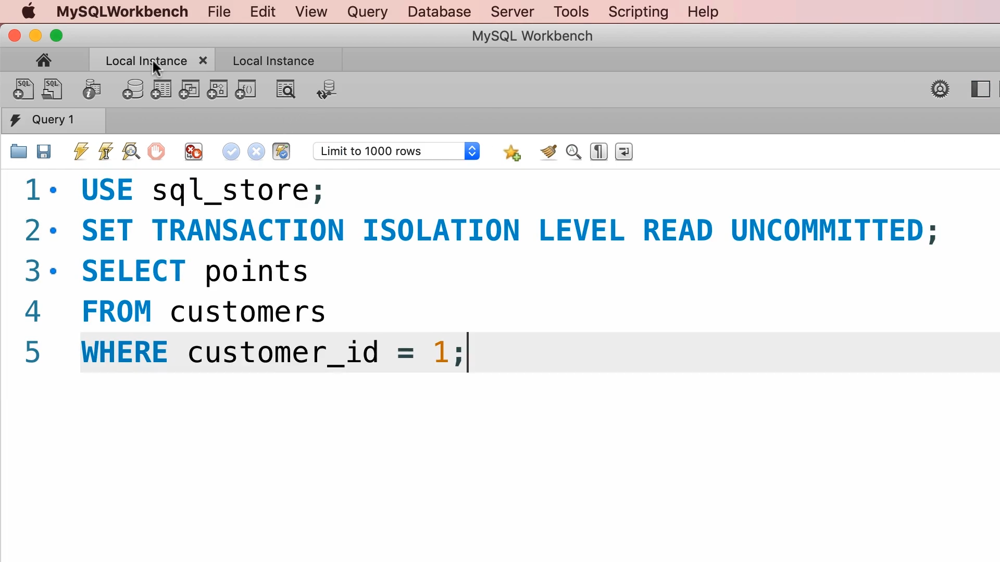 MySQLWorkbench File Edit View Query Database Server Tools Scripting Help
MySQL Workbench
Local Instance Local Instance
SQL SQL
Query 1
Limit to 1000 rows
1 USE sql_store;
2 SET TRANSACTION ISOLATION LEVEL READ UNCOMMITTED;
3 SELECT points
4 FROM customers
5 WHERE customer_id = 1;